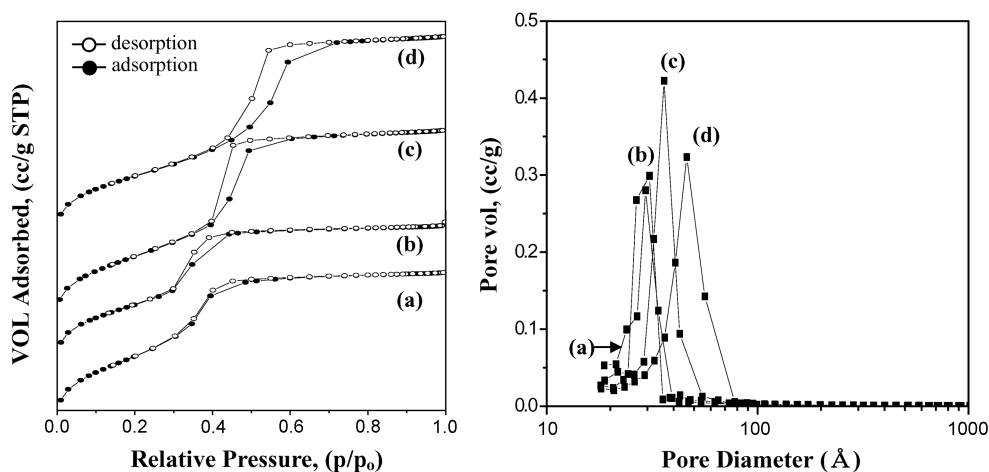 desorption
adsorption
(d)
(c)
(b)
(a)
0.0 0.2 0.4 0.6 0.8 1.0
Relative Pressure, (p/po)
VOL Adsorbed, (cc/g STP)
0.5
0.4
0.3
0.2
0.1
0.0
(c)
(b)
(d)
(a)
10 100 1000
Pore Diameter (Å)
Pore vol, (cc/g)